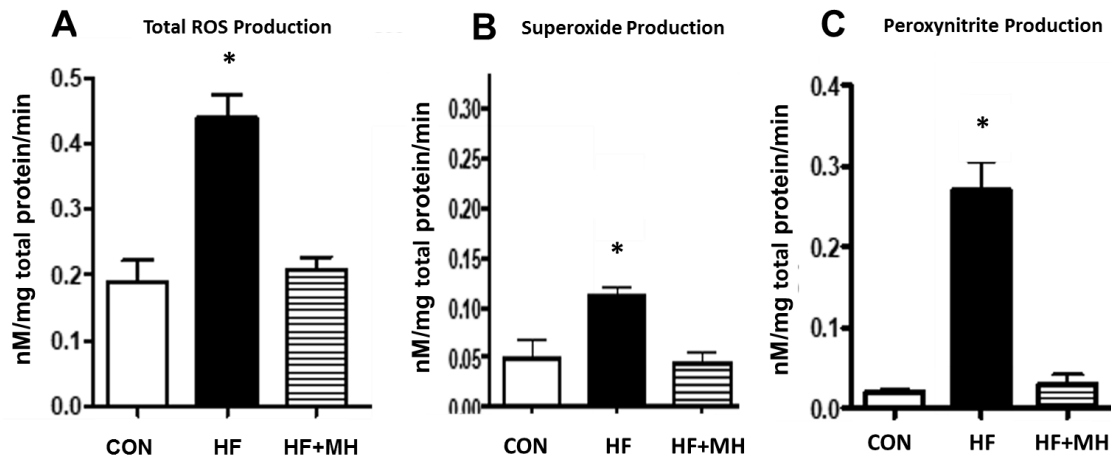 A
Total ROS Production
nM/mg total protein/min
0.5
0.4
0.3
0.2
0.1
0.0
*
CON
HF
HF+MH
B
Superoxide Production
nM/mg total protein/min
0.30
0.25
0.20
0.15
0.10
0.05
0.00
*
CON
HF
HF+MH
C
Peroxynitrite Production
nM/mg total protein/min
0.4
0.3
0.2
0.1
0.0
*
CON
HF
HF+MH